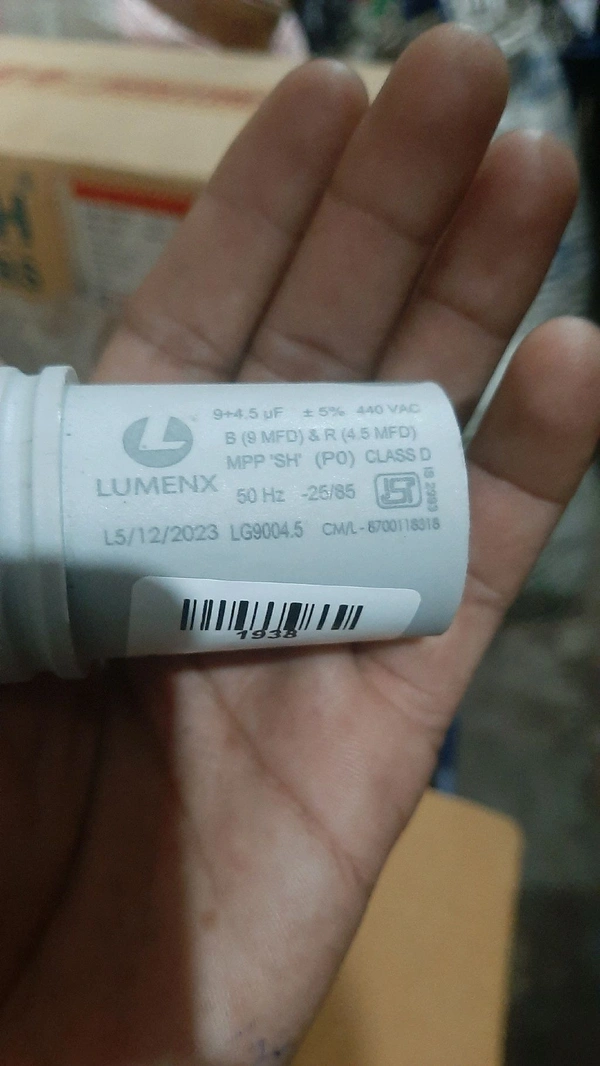 9+4.5 uF ± 5% 440 VAC
B (9 MFD) & R (4.5 MFD)
MPP 'SH' (P0) CLASS D
LUMENX
50 Hz -25/85
IS 2993
L5/12/2023 LG9004.5 CM/L-8700118318
1938